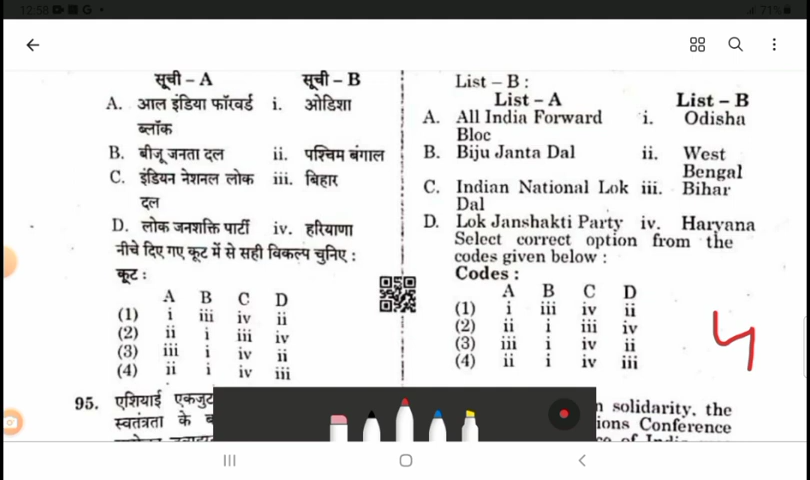 12:58 G 71%
सूची – A सूची – B
A. आल इंडिया फॉरवर्ड i. ओडिशा
ब्लॉक
B. बीजू जनता दल ii. पश्चिम बंगाल
C. इंडियन नेशनल लोक iii. बिहार
दल
D. लोक जनशक्ति पार्टी iv. हरियाणा
नीचे दिए गए कूट में से सही विकल्प चुनिए :
कूट :
A B C D
(1) i iii iv ii
(2) ii i iii iv
(3) iii i iv ii
(4) ii i iv iii
95. एशियाई एकजुट
स्वतंत्रता के ब
List – B :
List – A List – B
A. All India Forward i. Odisha
Bloc
B. Biju Janta Dal ii. West
Bengal
C. Indian National Lok iii. Bihar
Dal
D. Lok Janshakti Party iv. Haryana
Select correct option from the
codes given below :
Codes :
A B C D
(1) i iii iv ii
(2) ii i iii iv
(3) iii i iv ii
(4) ii i iv iii
4
n solidarity, the
ions Conference